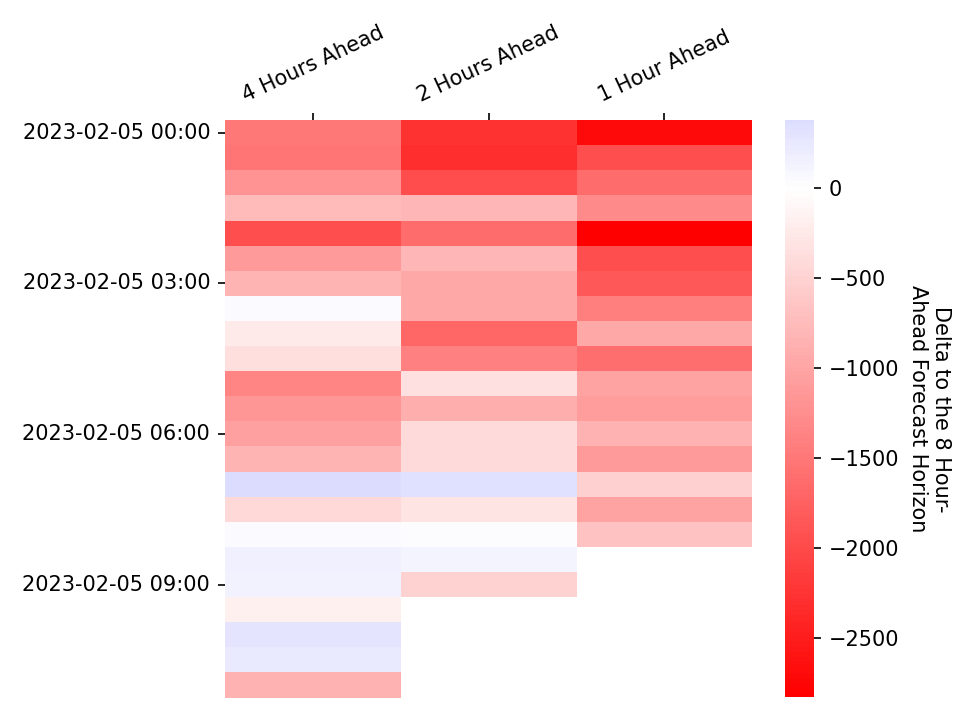 4 Hours Ahead
2 Hours Ahead
1 Hour Ahead
2023-02-05 00:00
2023-02-05 03:00
2023-02-05 06:00
2023-02-05 09:00
0
−500
−1000
−1500
−2000
−2500
Delta to the 8 Hour-
Ahead Forecast Horizon